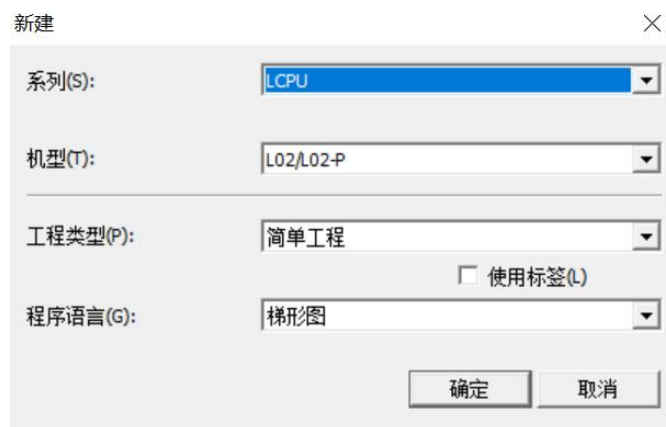 新建
系列(S): LCPU
机型(T): L02/L02-P
工程类型(P): 简单工程
使用标签(L)
程序语言(G): 梯形图
确定 取消